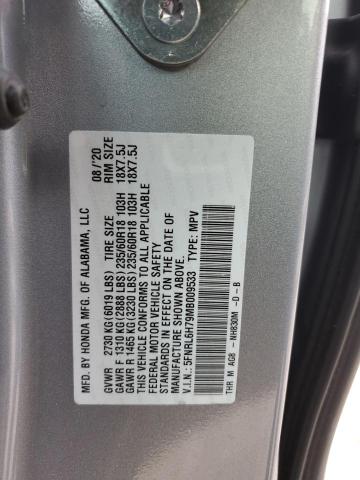 MFD. BY HONDA MFG. OF ALABAMA, LLC 08/'20
GVWR 2730 KG(6019 LBS) TIRE SIZE RIM SIZE
GAWR F 1310 KG(2888 LBS) 235/60R18 103H 18X7.5J
GAWR R 1465 KG(3230 LBS) 235/60R18 103H 18X7.5J
THIS VEHICLE CONFORMS TO ALL APPLICABLE
FEDERAL MOTOR VEHICLE SAFETY
STANDARDS IN EFFECT ON THE DATE OF
MANUFACTURE SHOWN ABOVE.
V.I.N.: 5FNRL6H79MB009533 TYPE: MPV
THR M AG8 - NH830M -D - B